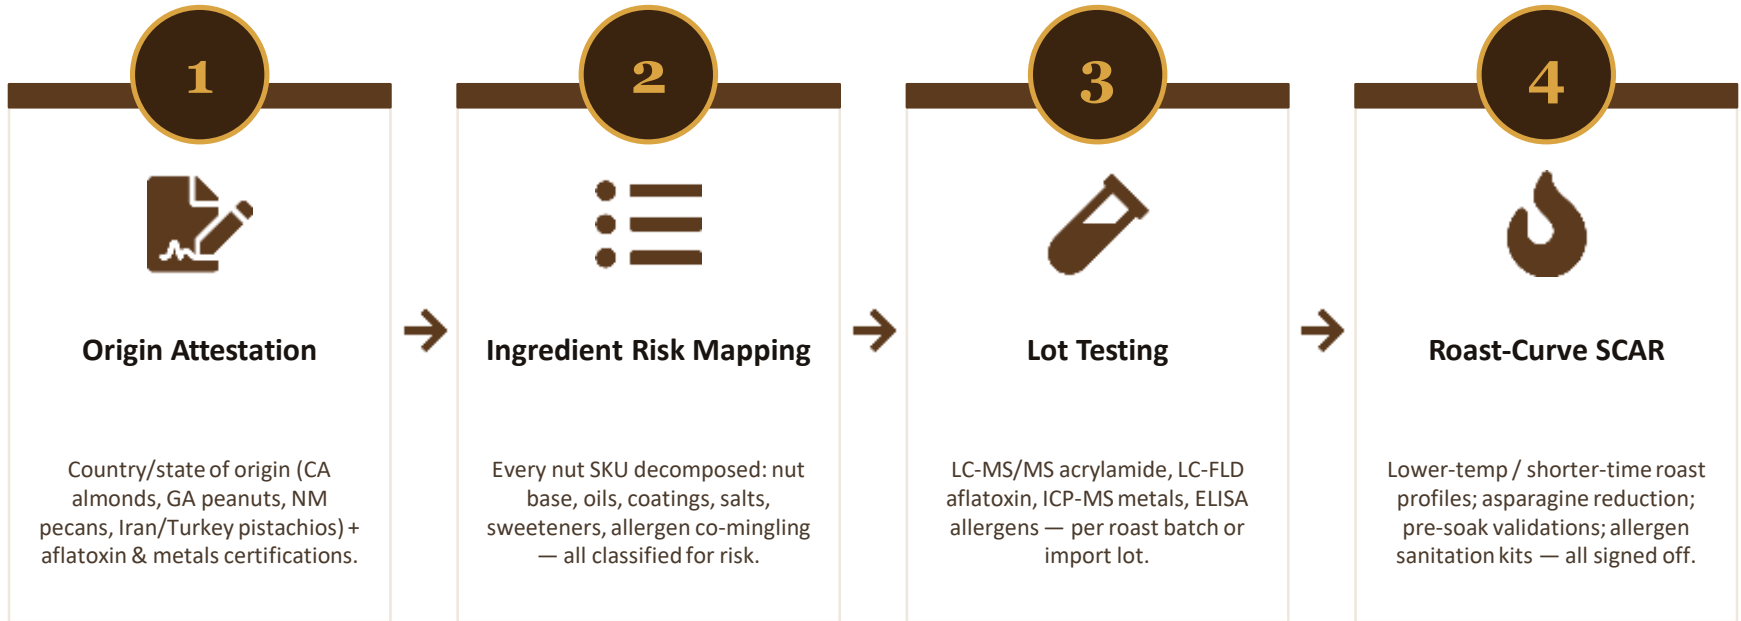 1
2
3
4
Origin Attestation
Country/state of origin (CA
almonds, GA peanuts, NM
pecans, Iran/Turkey pistachios) +
aflatoxin & metals certifications.
Ingredient Risk Mapping
Every nut SKU decomposed: nut
base, oils, coatings, salts,
sweeteners, allergen co-mingling
— all classified for risk.
Lot Testing
LC-MS/MS acrylamide, LC-FLD
aflatoxin, ICP-MS metals, ELISA
allergens — per roast batch or
import lot.
Roast-Curve SCAR
Lower-temp / shorter-time roast
profiles; asparagine reduction;
pre-soak validations; allergen
sanitation kits — all signed off.